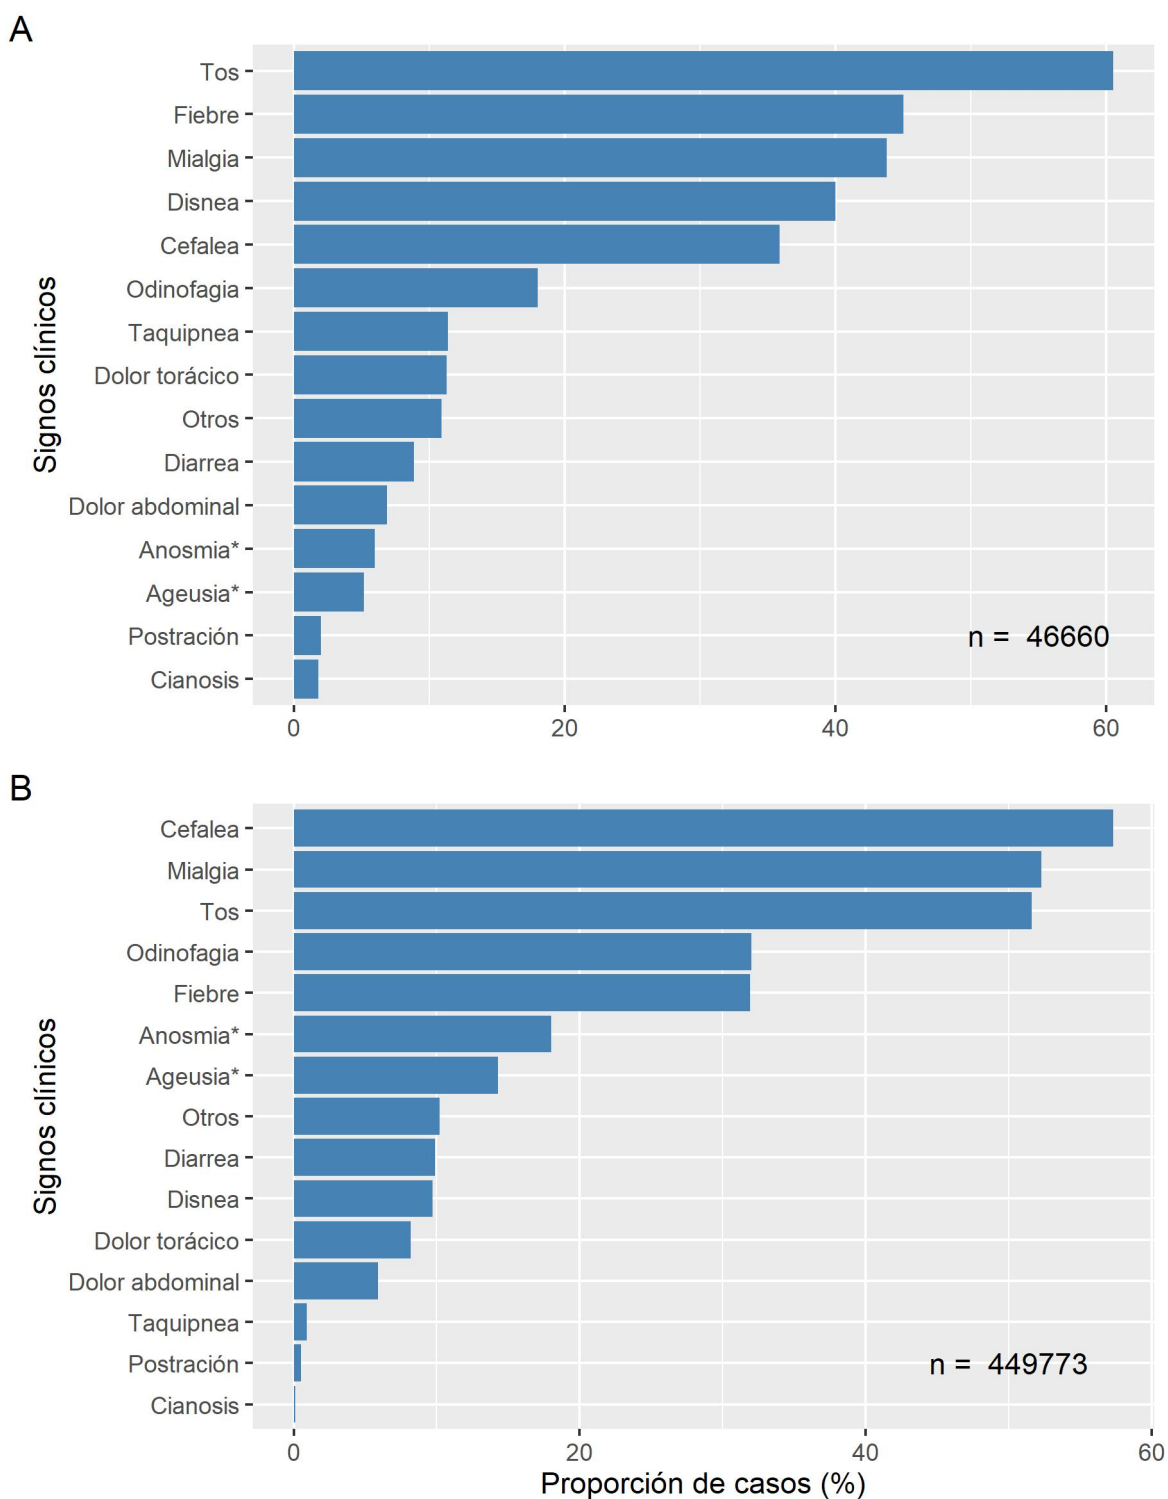 A
Signos clínicos
Tos
Fiebre
Mialgia
Disnea
Cefalea
Odinofagia
Taquipnea
Dolor torácico
Otros
Diarrea
Dolor abdominal
Anosmia*
Ageusia*
Postración
Cianosis
n = 46660
0 20 40 60
B
Signos clínicos
Cefalea
Mialgia
Tos
Odinofagia
Fiebre
Anosmia*
Ageusia*
Otros
Diarrea
Disnea
Dolor torácico
Dolor abdominal
Taquipnea
Postración
Cianosis
n = 449773
0 20 40 60
Proporción de casos (%)